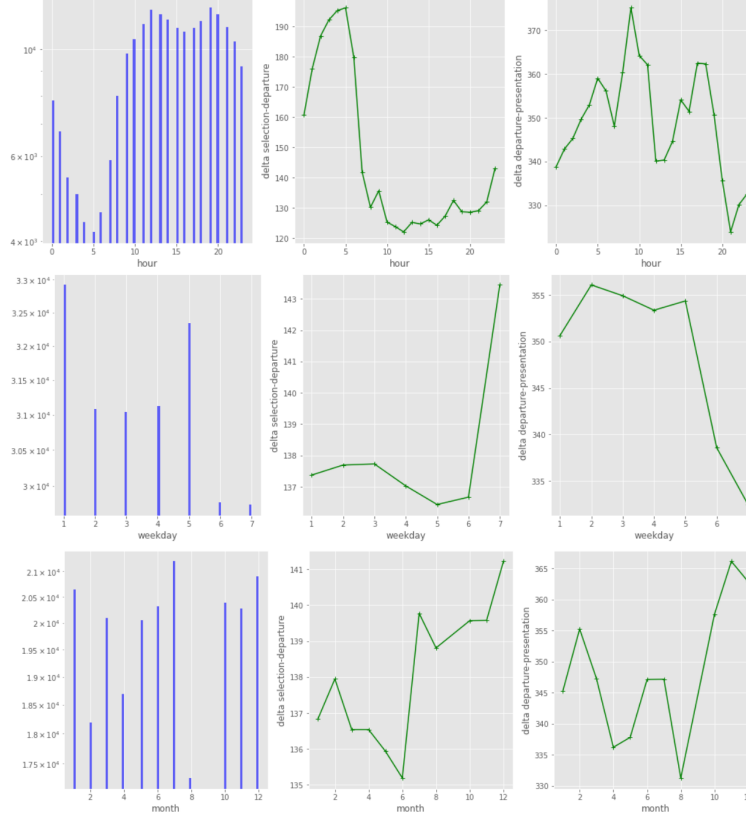 10⁴
6 × 10³
4 × 10³
0 5 10 15 20
hour
delta selection-departure
190
180
170
160
150
140
130
120
0 5 10 15 20
hour
delta departure-presentation
370
360
350
340
330
0 5 10 15 20
hour
3.3 × 10⁴
3.25 × 10⁴
3.2 × 10⁴
3.15 × 10⁴
3.1 × 10⁴
3.05 × 10⁴
3 × 10⁴
1 2 3 4 5 6 7
weekday
delta selection-departure
143
142
141
140
139
138
137
1 2 3 4 5 6 7
weekday
delta departure-presentation
355
350
345
340
335
1 2 3 4 5 6
weekday
2.1 × 10⁴
2.05 × 10⁴
2 × 10⁴
1.95 × 10⁴
1.9 × 10⁴
1.85 × 10⁴
1.8 × 10⁴
1.75 × 10⁴
2 4 6 8 10 12
month
delta selection-departure
141
140
139
138
137
136
135
2 4 6 8 10 12
month
delta departure-presentation
365
360
355
350
345
340
335
330
2 4 6 8 10
month